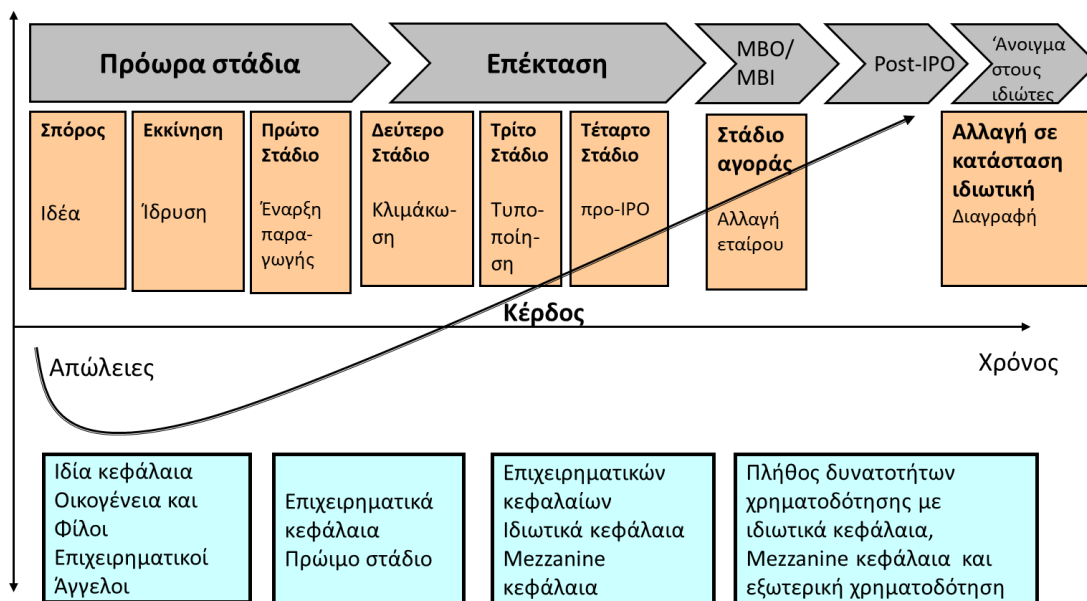 Πρόωρα στάδια
Επέκταση
MBO/
MBI
Post-IPO
‘Ανοιγμα
στους
ιδιώτες
Σπόρος
Ιδέα
Εκκίνηση
Ίδρυση
Πρώτο
Στάδιο
Έναρξη
παρα-
γωγής
Δεύτερο
Στάδιο
Κλιμάκω-
ση
Τρίτο
Στάδιο
Τυπο-
ποίη-
ση
Τέταρτο
Στάδιο
προ-IPO
Στάδιο
αγοράς
Αλλαγή
εταίρου
Αλλαγή σε
κατάσταση
ιδιωτική
Διαγραφή
Κέρδος
Απώλειες
Χρόνος
Ιδία κεφάλαια
Οικογένεια και
Φίλοι
Επιχειρηματικοί
Άγγελοι
Επιχειρηματικά
κεφάλαια
Πρώιμο στάδιο
Επιχειρηματικών
κεφαλαίων
Ιδιωτικά κεφάλαια
Mezzanine
κεφάλαια
Πλήθος δυνατοτήτων
χρηματοδότησης με
ιδιωτικά κεφάλαια,
Mezzanine κεφάλαια και
εξωτερική χρηματοδότηση